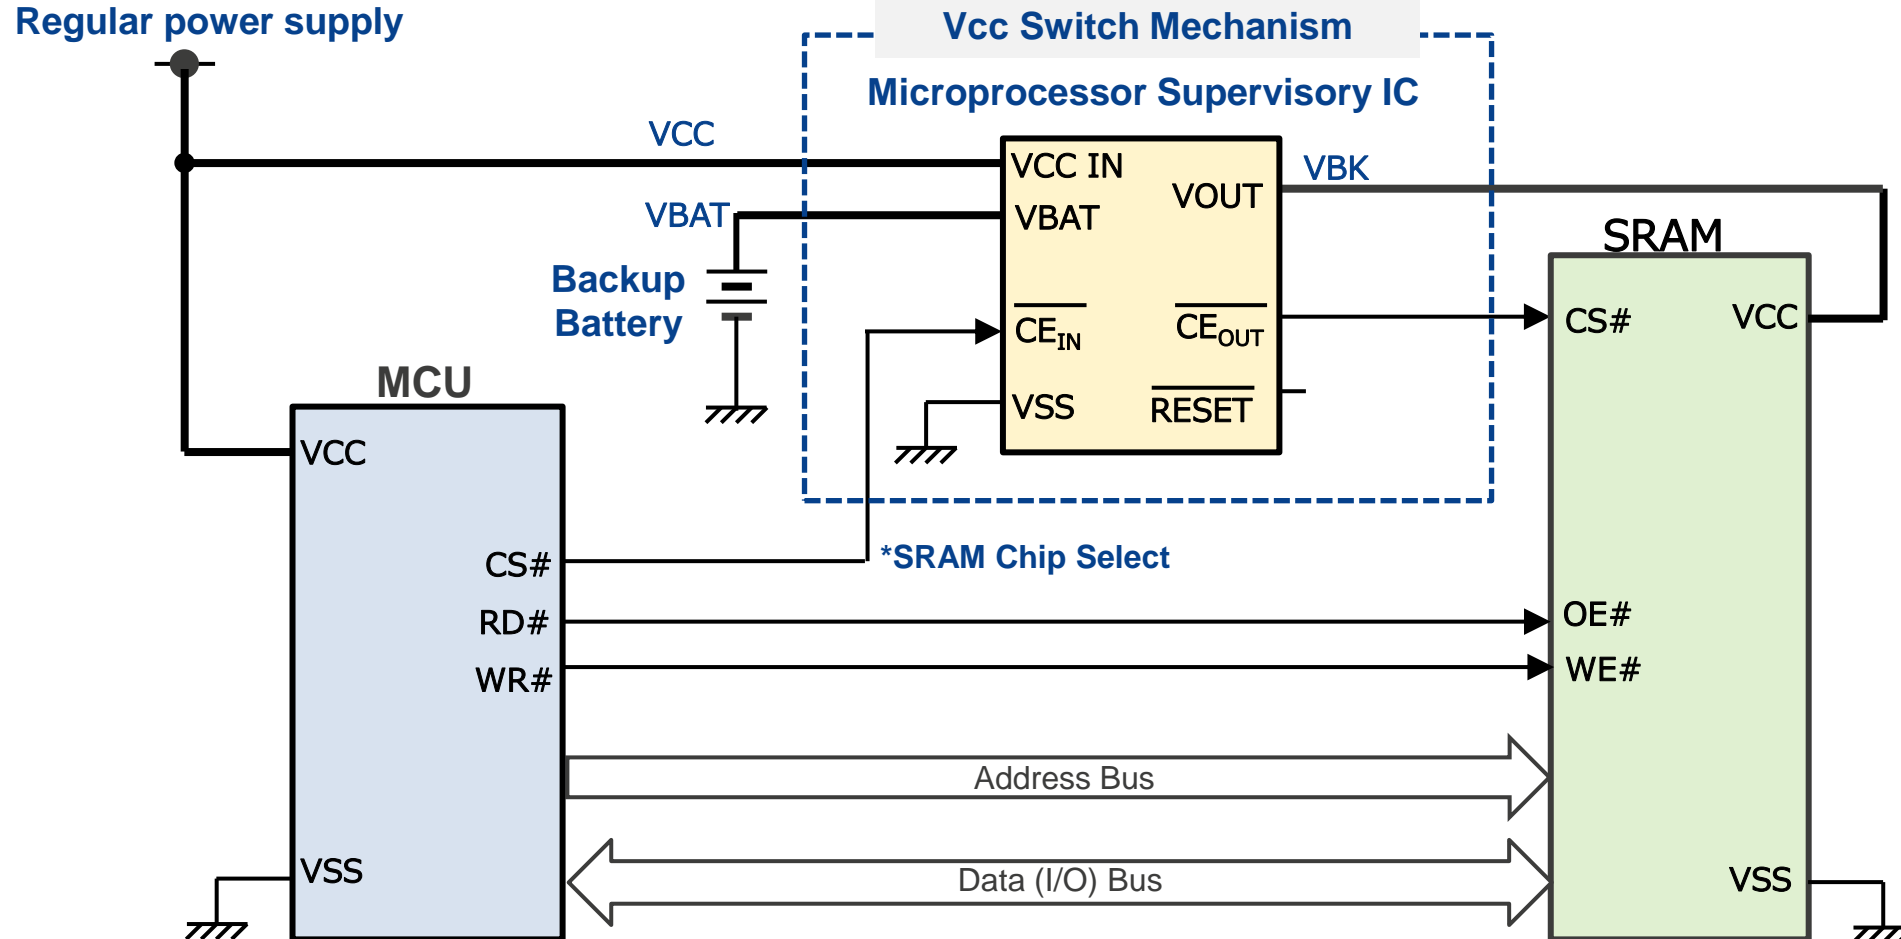 Regular power supply
Vcc Switch Mechanism
Microprocessor Supervisory IC
VCC
VCC IN
VBK
VOUT
VBAT
VBAT
SRAM
Backup
Battery
CE_IN
CE_OUT
CS#
VCC
MCU
VSS
RESET
VCC
CS#
*SRAM Chip Select
RD#
OE#
WR#
WE#
Address Bus
VSS
Data (I/O) Bus
VSS